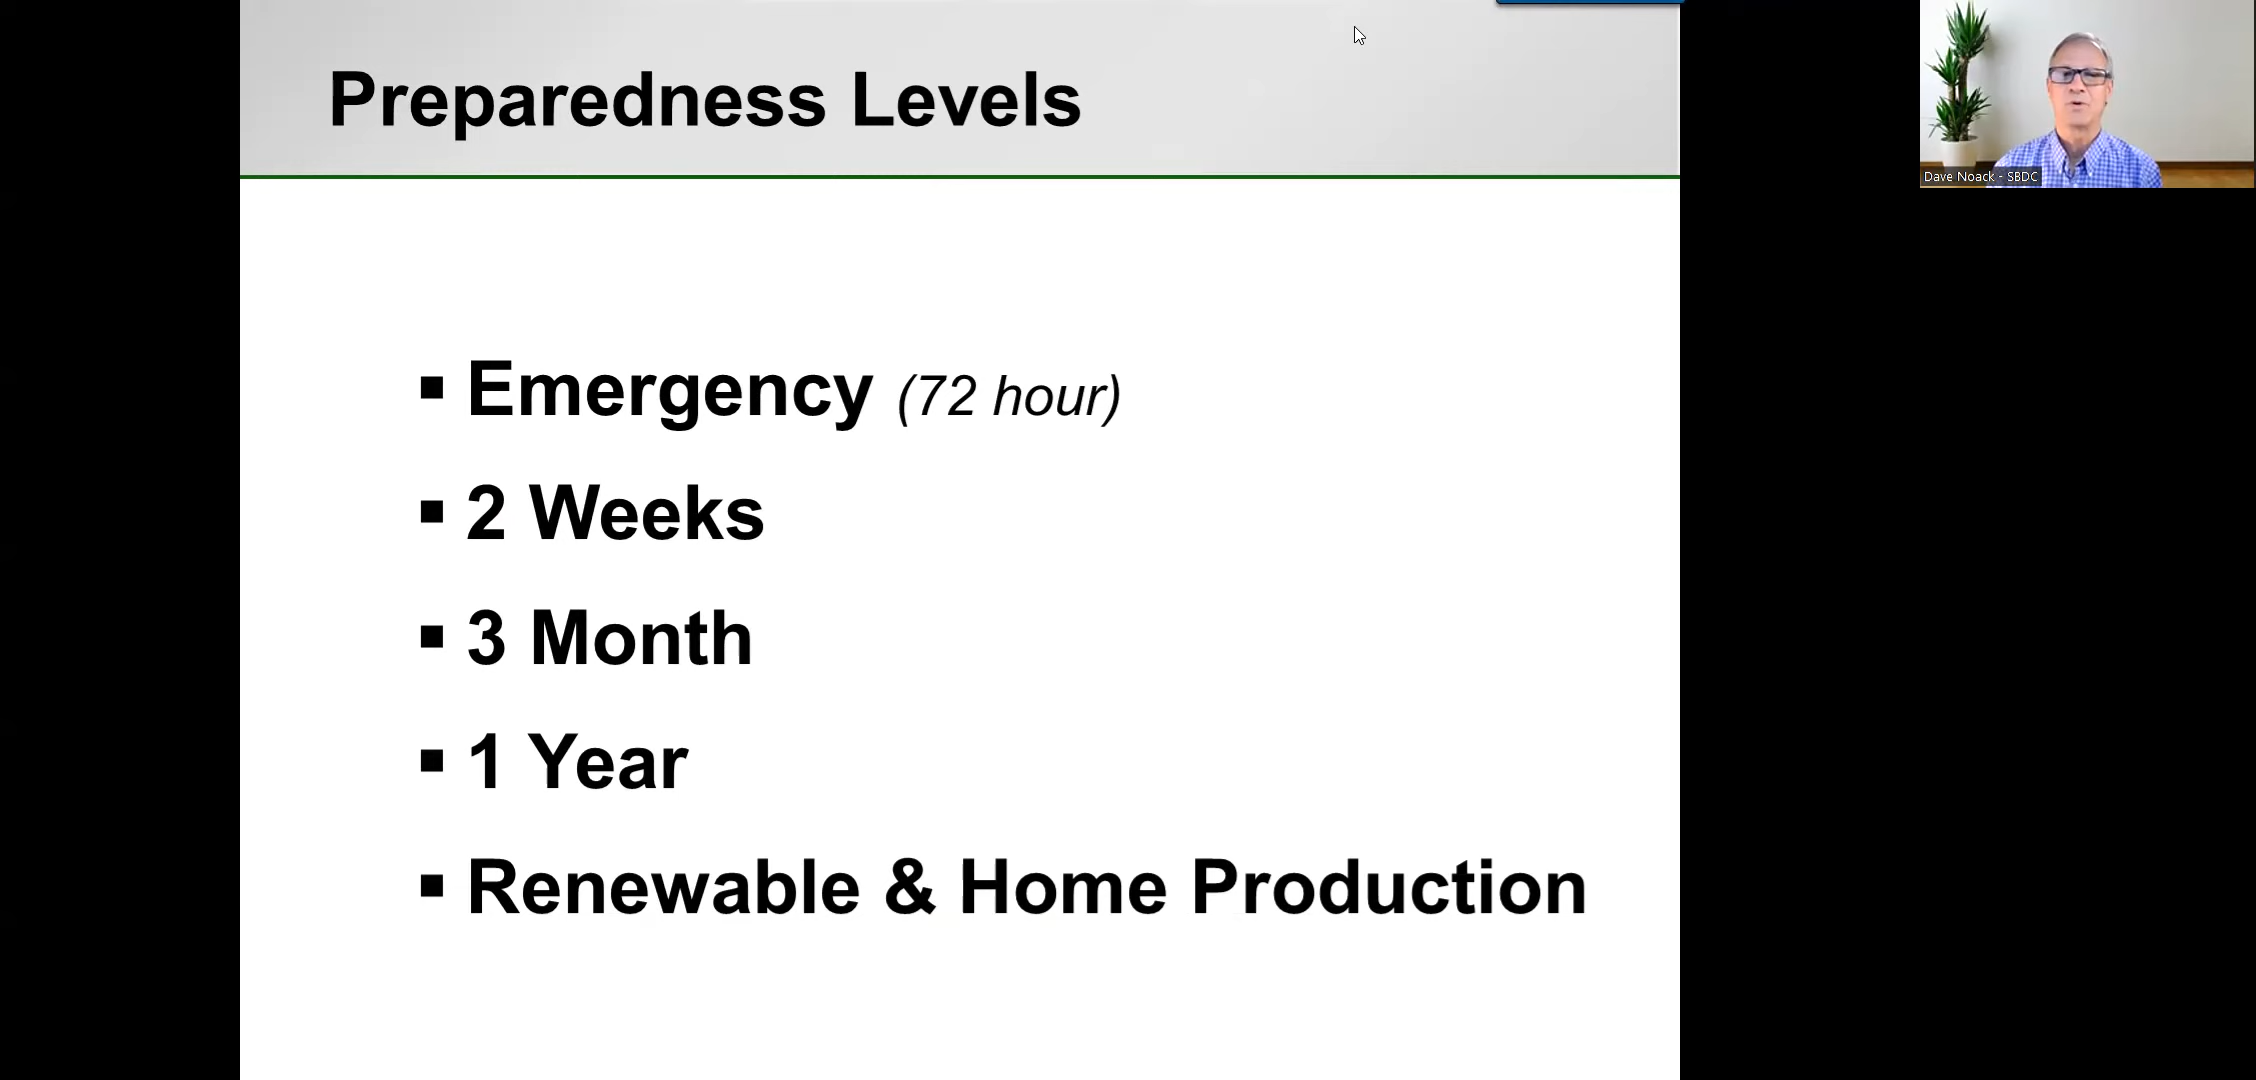 Preparedness Levels
▪ Emergency (72 hour)
▪ 2 Weeks
▪ 3 Month
▪ 1 Year
▪ Renewable & Home Production
Dave Noack - SBDC